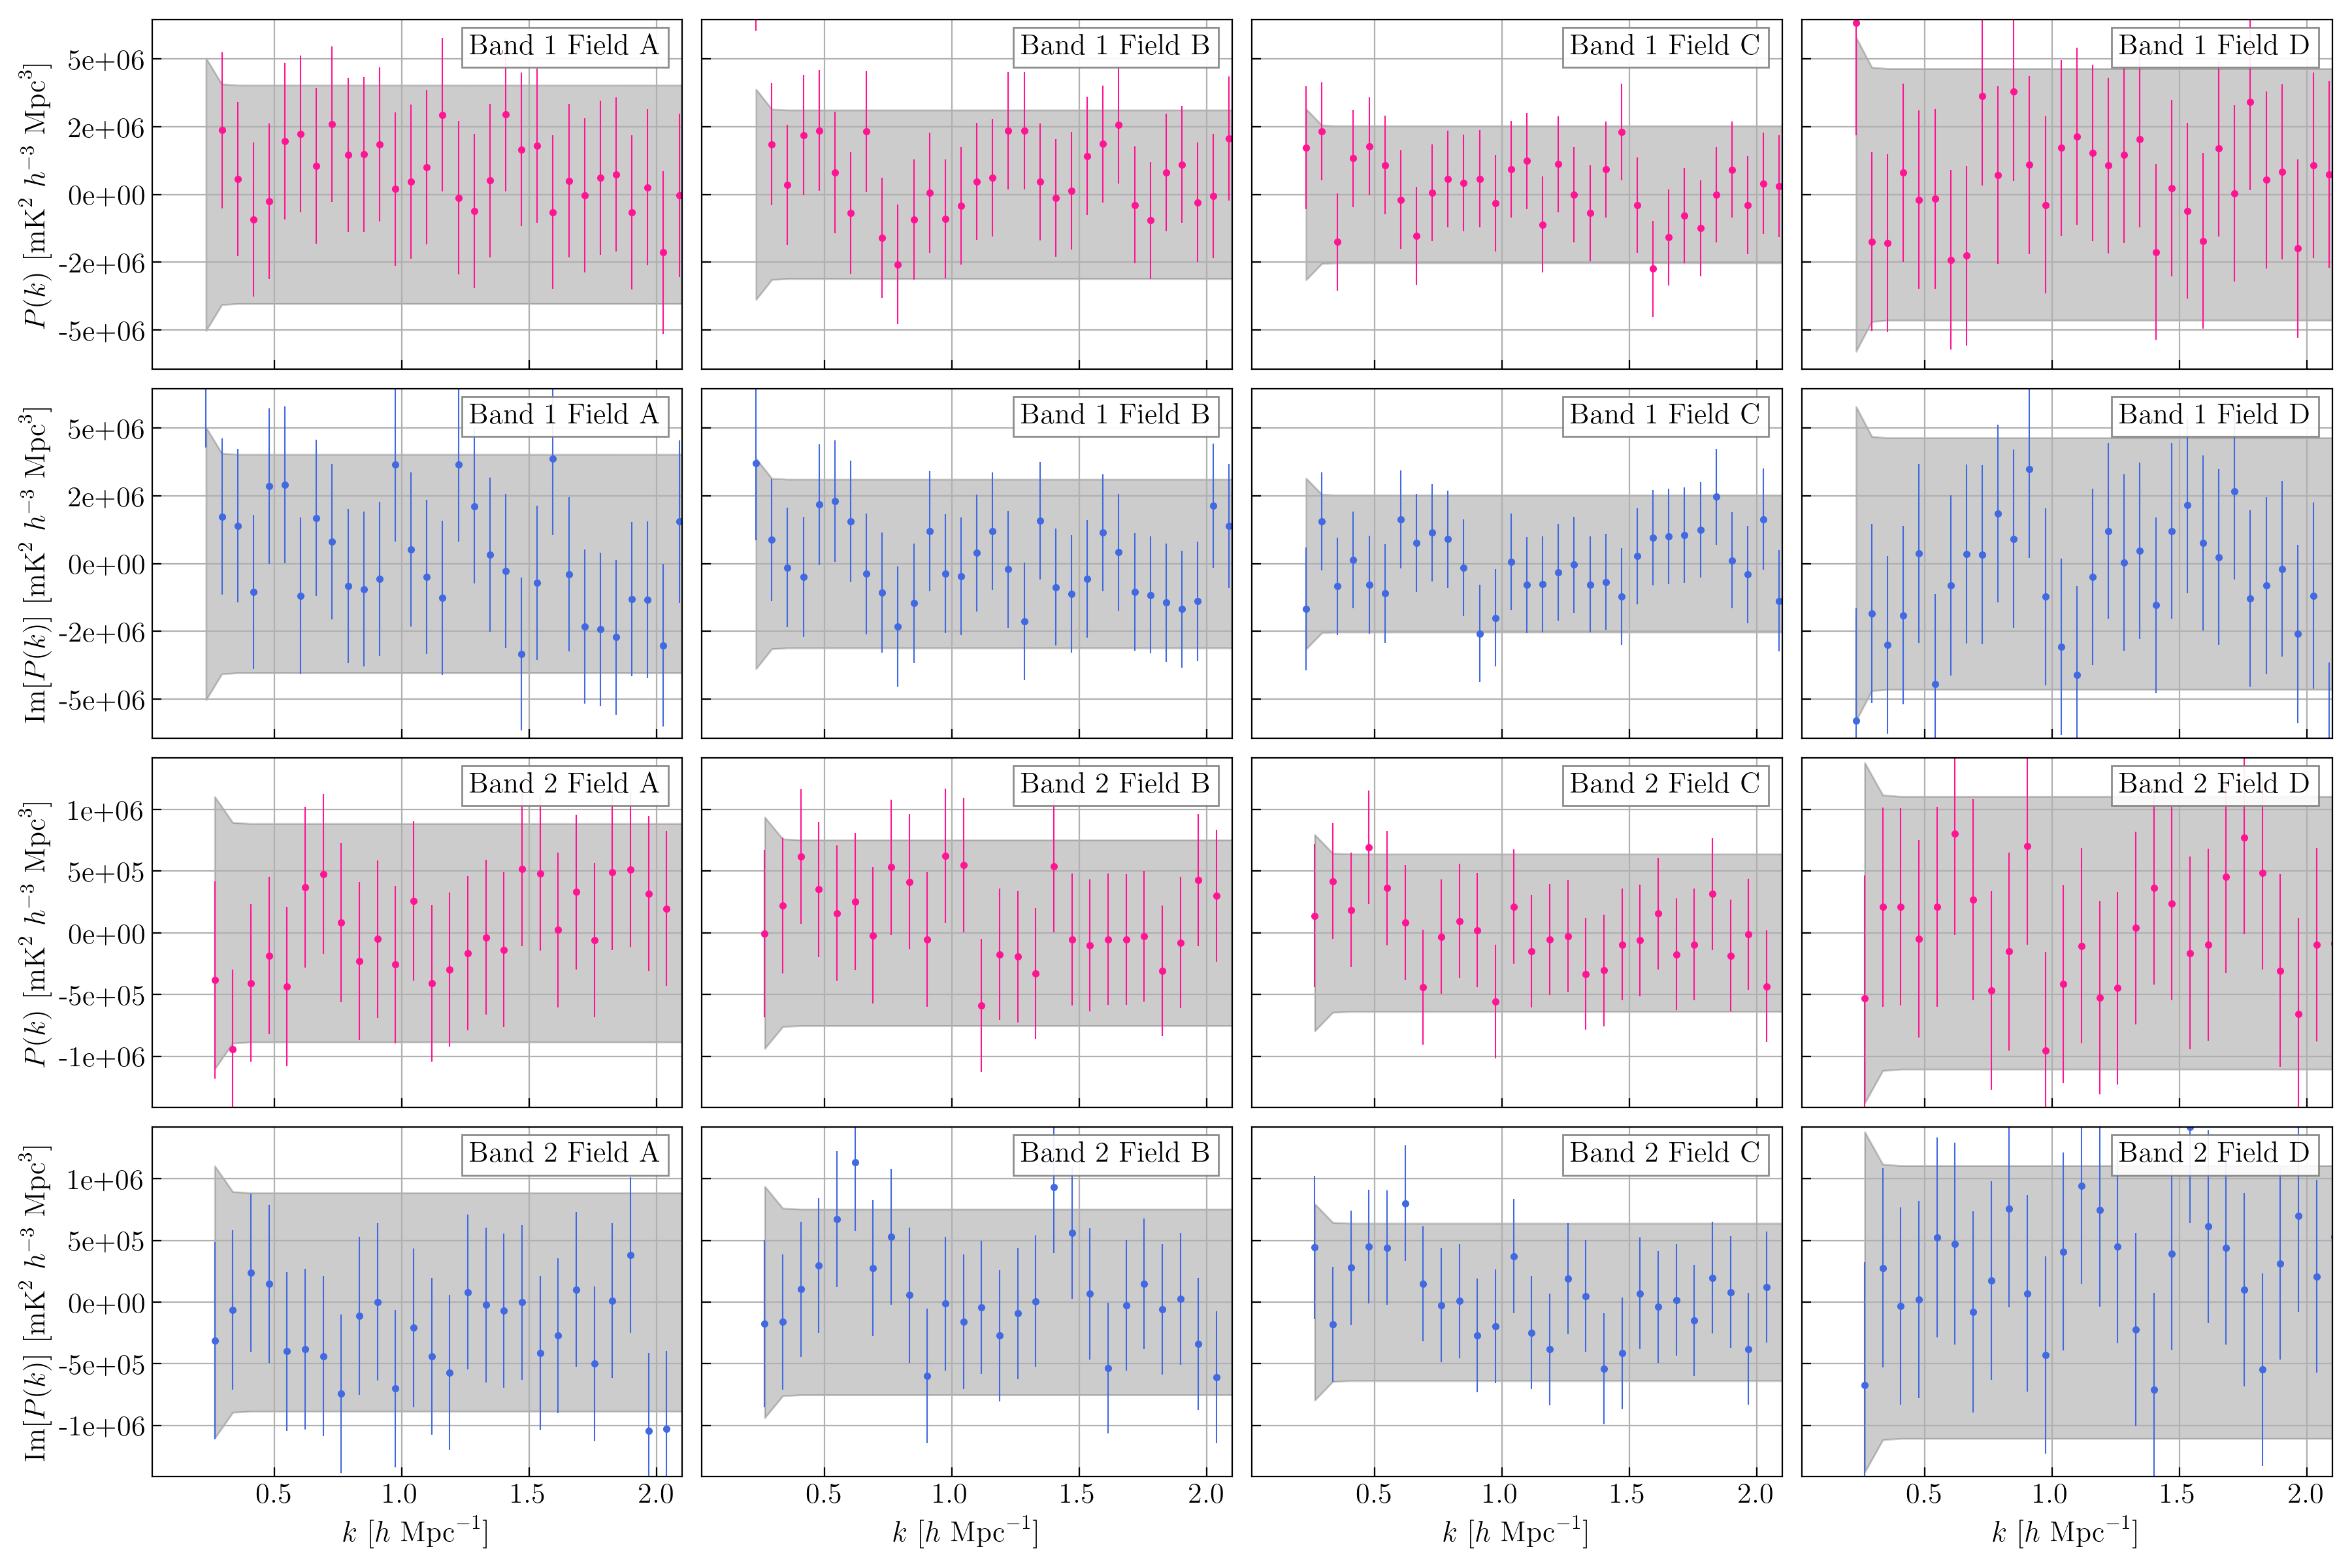 Band 1 Field A
Band 1 Field B
Band 1 Field C
Band 1 Field D
P(k) [mK² h⁻³ Mpc³]
5e+06
2e+06
0e+00
-2e+06
-5e+06
Band 1 Field A
Band 1 Field B
Band 1 Field C
Band 1 Field D
Im[P(k)] [mK² h⁻³ Mpc³]
5e+06
2e+06
0e+00
-2e+06
-5e+06
Band 2 Field A
Band 2 Field B
Band 2 Field C
Band 2 Field D
P(k) [mK² h⁻³ Mpc³]
1e+06
5e+05
0e+00
-5e+05
-1e+06
Band 2 Field A
Band 2 Field B
Band 2 Field C
Band 2 Field D
Im[P(k)] [mK² h⁻³ Mpc³]
1e+06
5e+05
0e+00
-5e+05
-1e+06
0.5 1.0 1.5 2.0
0.5 1.0 1.5 2.0
0.5 1.0 1.5 2.0
0.5 1.0 1.5 2.0
k [h Mpc⁻¹]
k [h Mpc⁻¹]
k [h Mpc⁻¹]
k [h Mpc⁻¹]